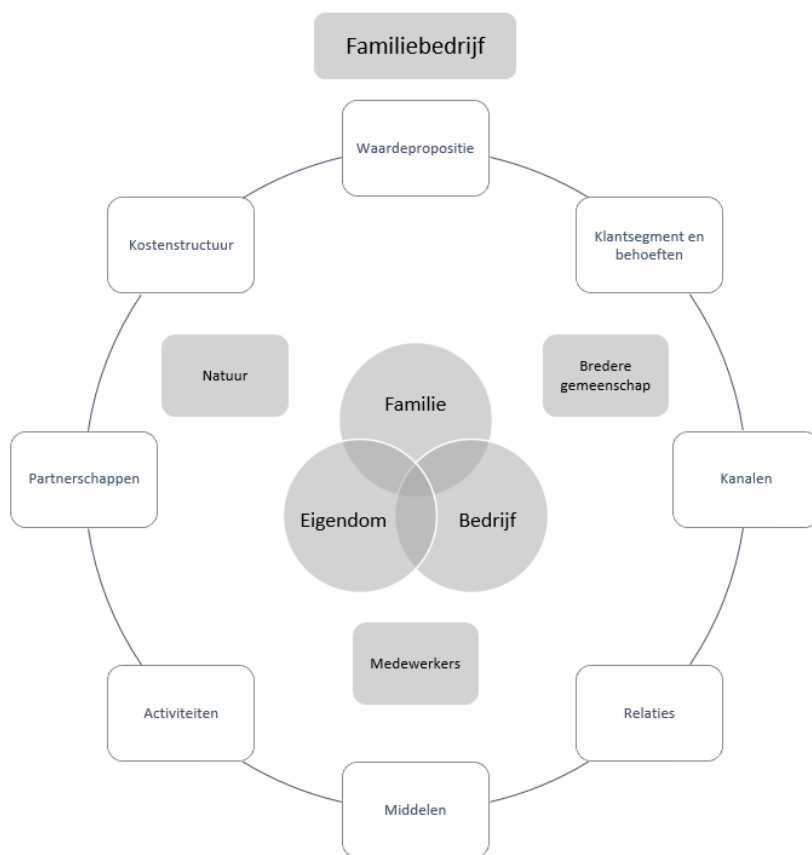 Familiebedrijf
Waardepropositie
Kostenstructuur
Klantsegment en
behoeften
Natuur
Bredere
gemeenschap
Familie
Partnerschappen
Kanalen
Eigendom
Bedrijf
Medewerkers
Activiteiten
Relaties
Middelen